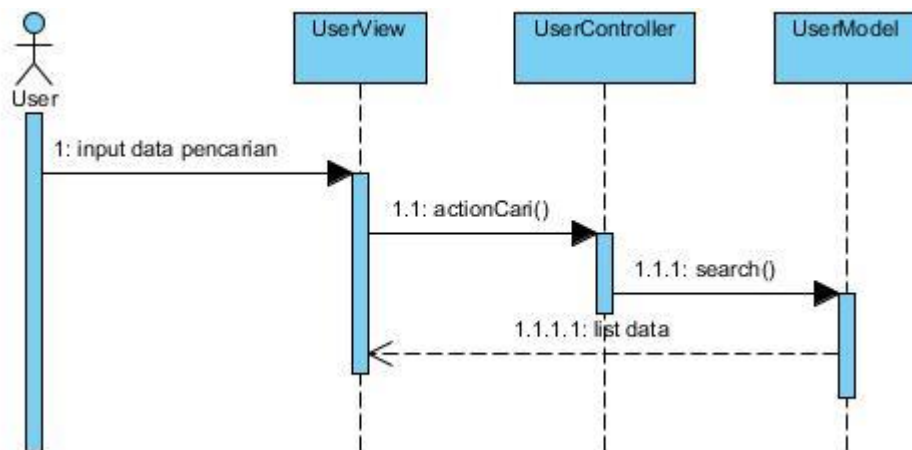 UserView
UserController
UserModel
User
1: input data pencarian
1.1: actionCari()
1.1.1: search()
1.1.1.1: list data